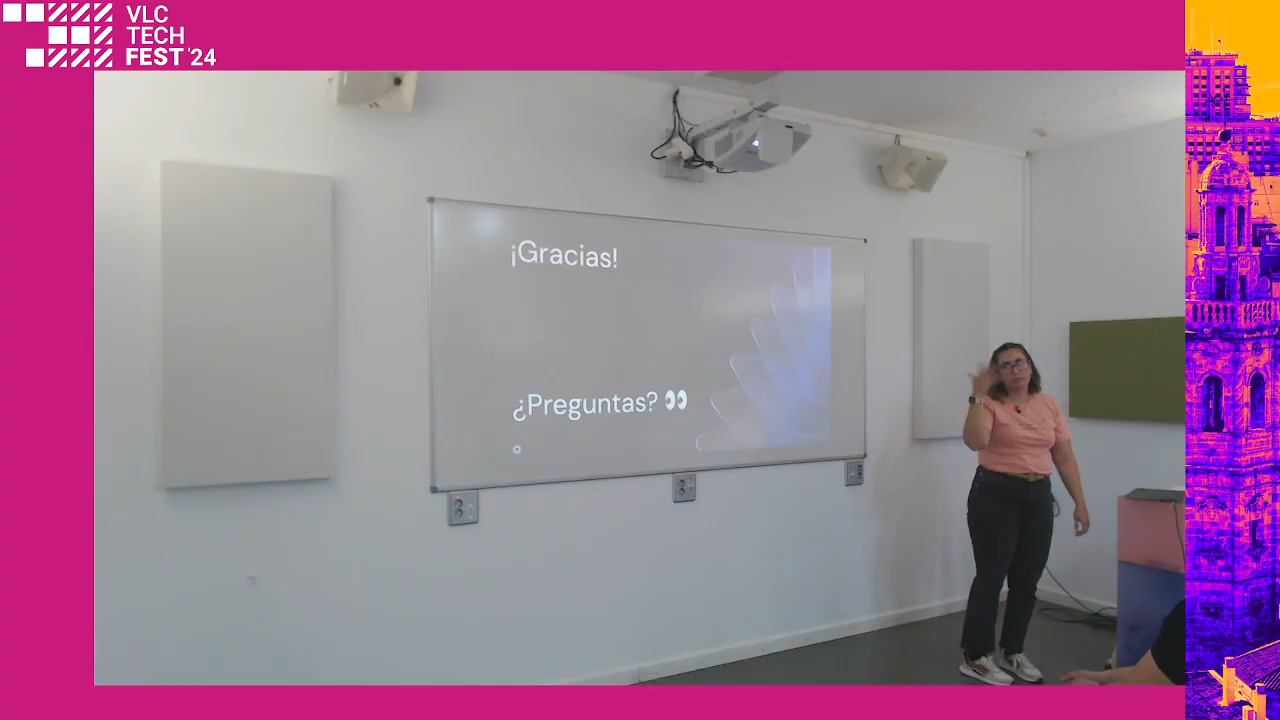 VLC
TECH
FEST '24
¡Gracias!
¿Preguntas? 👀